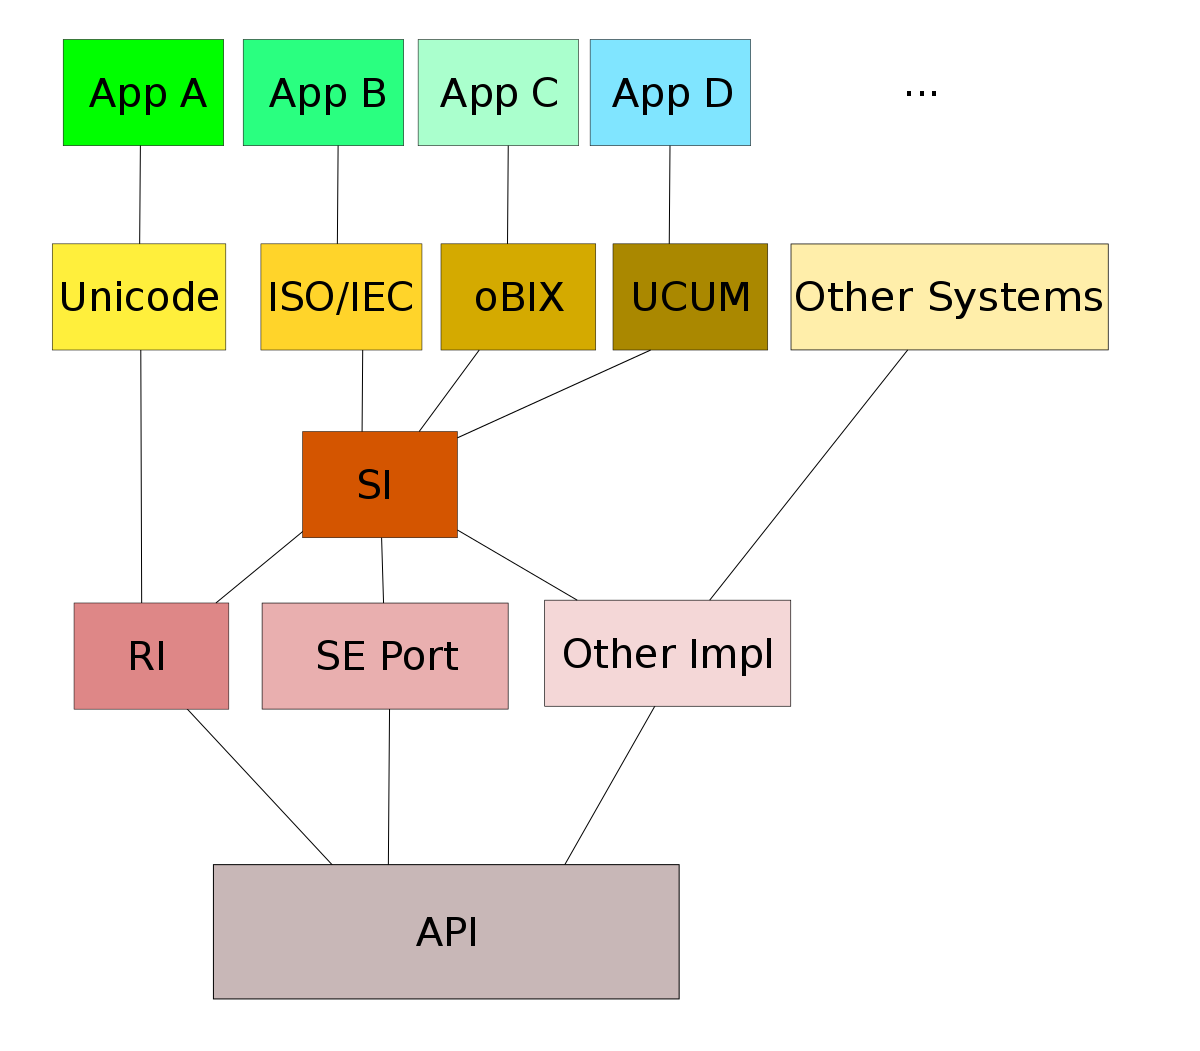 App A
App B
App C
App D
...
Unicode
ISO/IEC
oBIX
UCUM
Other Systems
SI
RI
SE Port
Other Impl
API